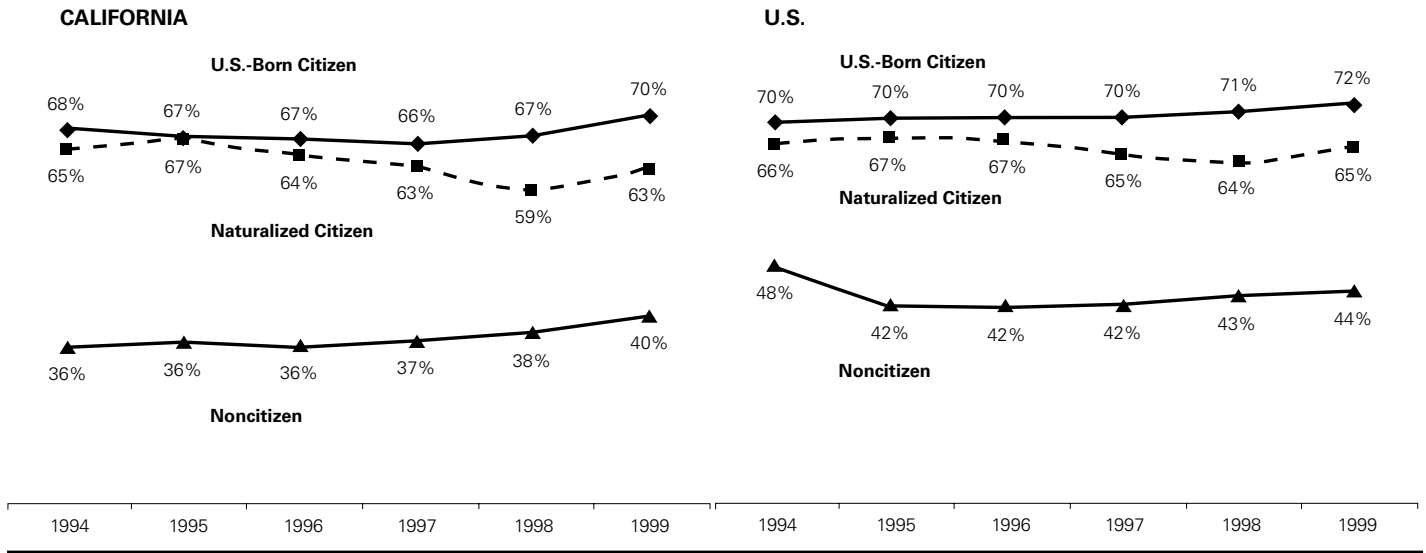 CALIFORNIA
U.S.-Born Citizen
68% 67% 67% 66% 67% 70%
65% 67% 64% 63% 59% 63%
Naturalized Citizen
36% 36% 36% 37% 38% 40%
Noncitizen
1994 1995 1996 1997 1998 1999
U.S.
U.S.-Born Citizen
70% 70% 70% 70% 71% 72%
66% 67% 67% 65% 64% 65%
Naturalized Citizen
48% 42% 42% 42% 43% 44%
Noncitizen
1994 1995 1996 1997 1998 1999